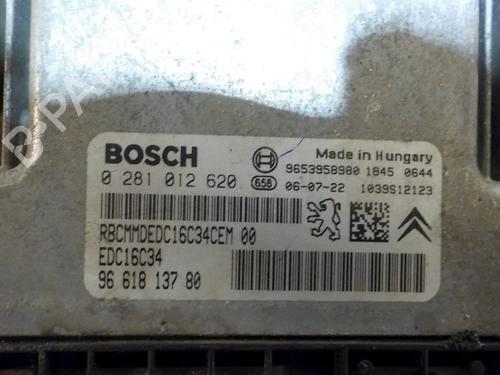 BOSCH
Made in Hungary
9653958980 1845 0644
0 281 012 620
658
06-07-22
1039S12123
RBCMMDEDC16C34CEM 00
EDC16C34
96 618 137 80
B-PARTS